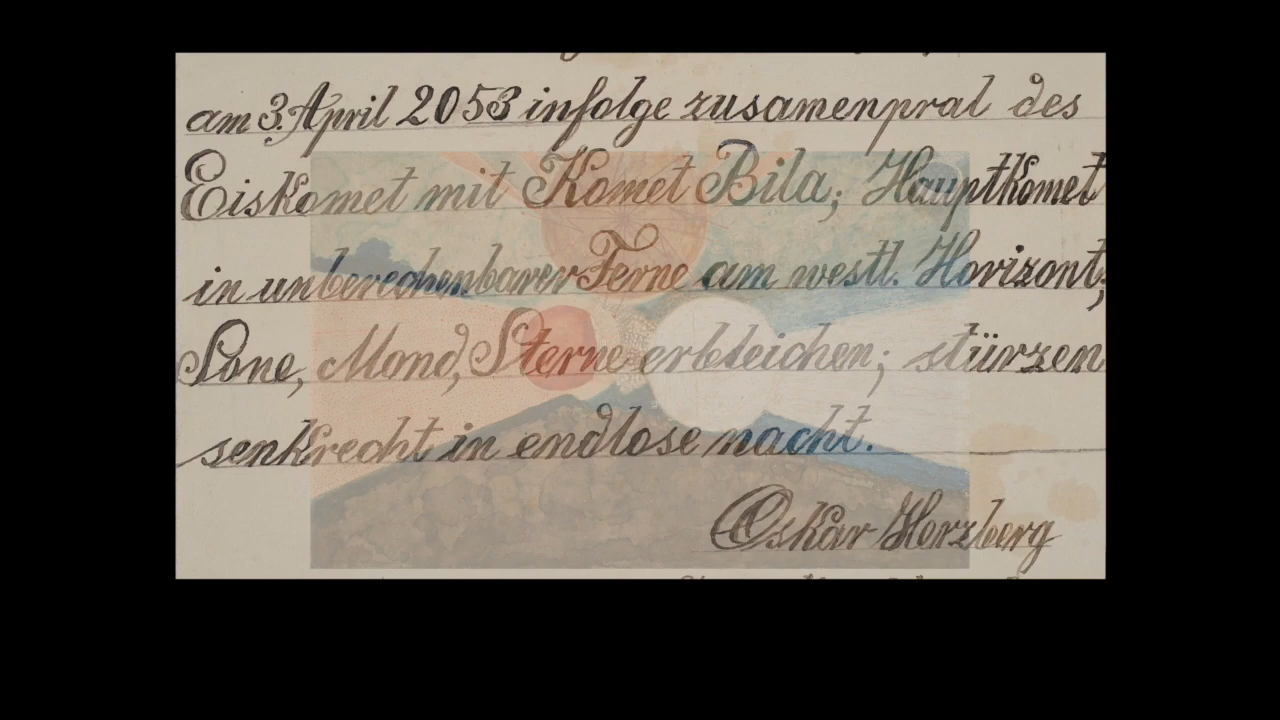 am 3. April 2053 infolge zusamenpral des
Eiskomet mit Komet Bila; Hauptkomet
in unberechenbarer Ferne am westl. Horizont;
Sone, Mond, Sterne erbleichen; stürzen
senkrecht in endlose nacht.
Oskar Herzberg